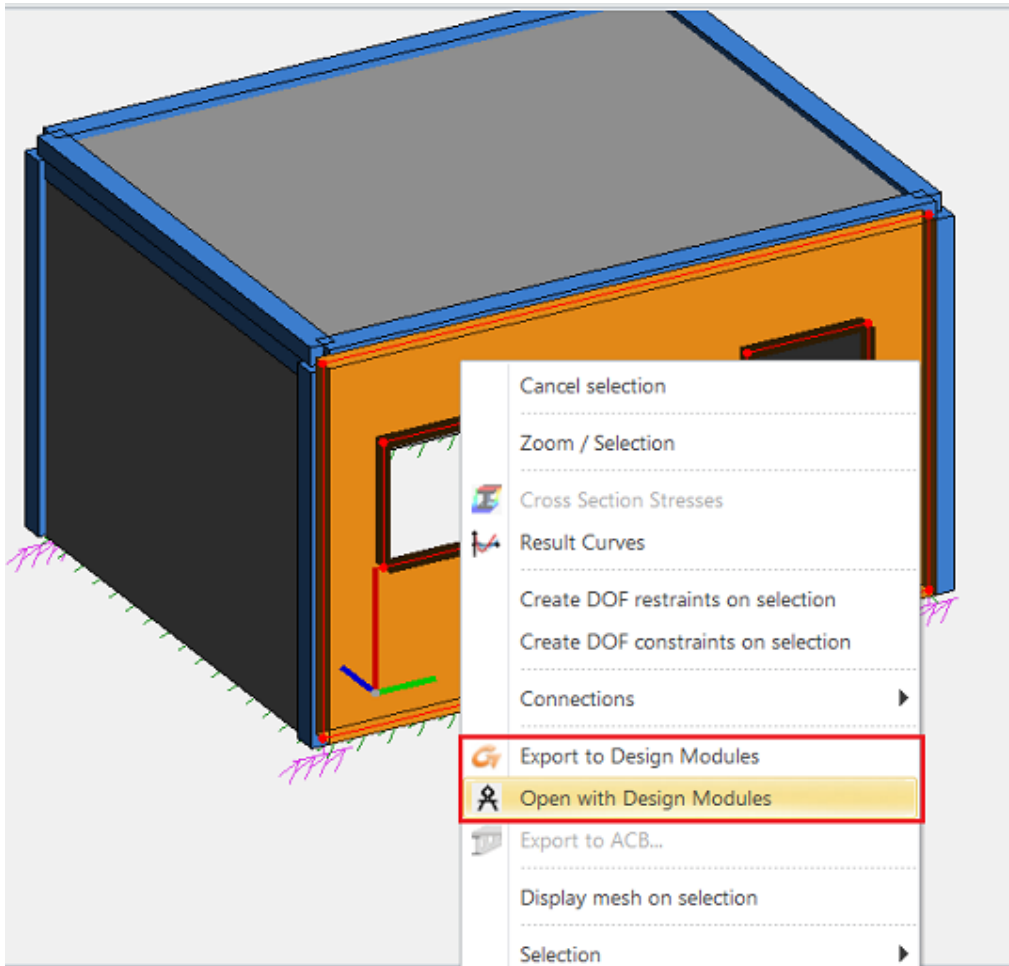 Cancel selection
Zoom / Selection
Cross Section Stresses
Result Curves
Create DOF restraints on selection
Create DOF constraints on selection
Connections
Export to Design Modules
Open with Design Modules
Export to ACB...
Display mesh on selection
Selection